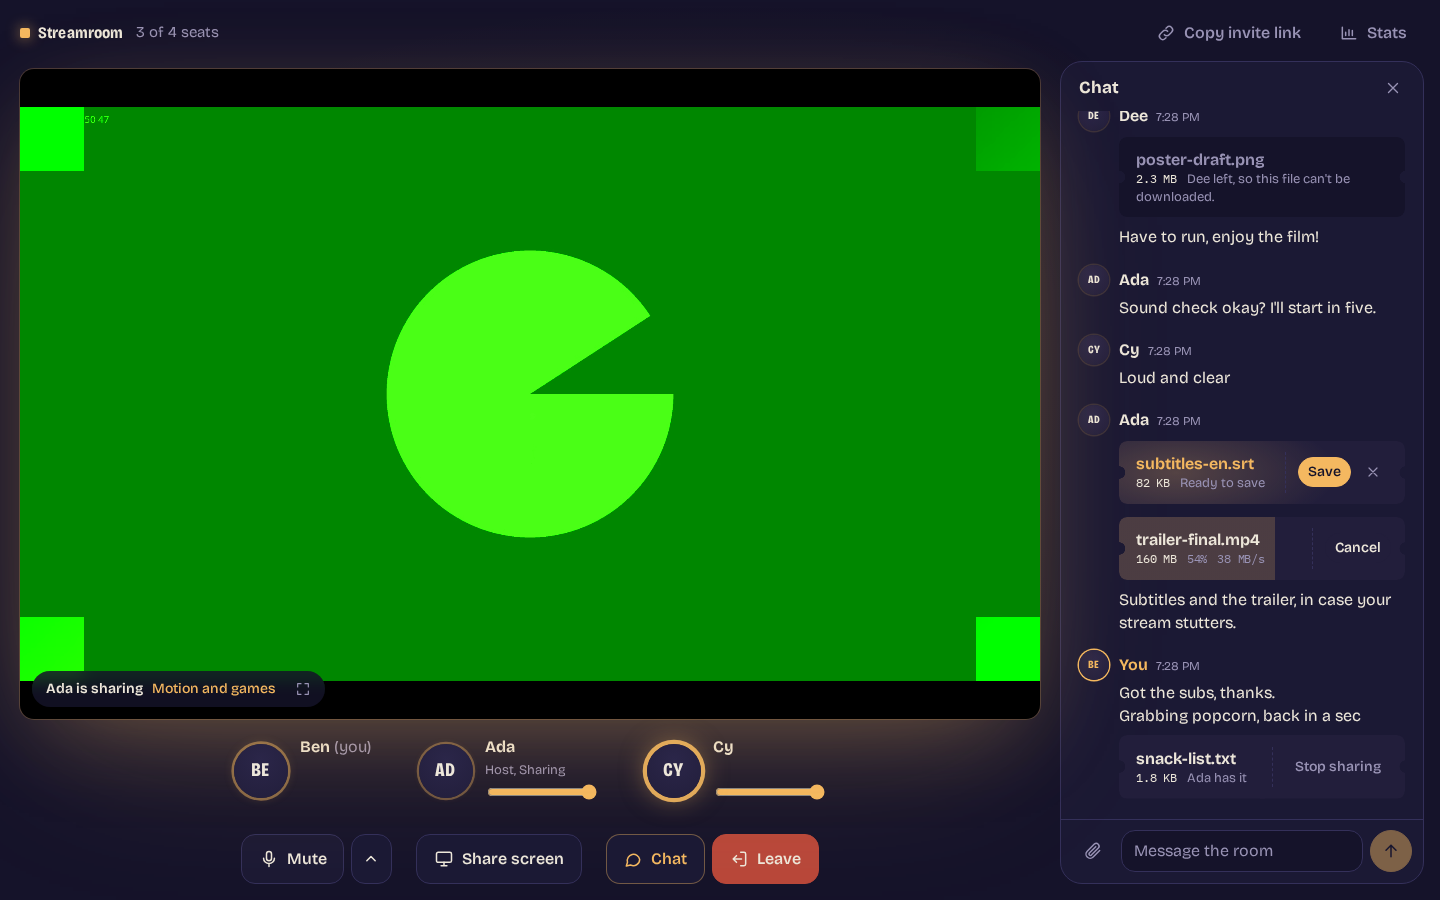 Streamroom 3 of 4 seats
Copy invite link
Stats
50 47
Ada is sharing Motion and games
BE
Ben (you)
AD
Ada
Host, Sharing
CY
Cy
Mute
Share screen
Chat
Leave
Chat
DE
Dee 7:28 PM
poster-draft.png
2.3 MB Dee left, so this file can't be
downloaded.
Have to run, enjoy the film!
AD
Ada 7:28 PM
Sound check okay? I'll start in five.
CY
Cy 7:28 PM
Loud and clear
AD
Ada 7:28 PM
subtitles-en.srt
82 KB Ready to save
Save
trailer-final.mp4
160 MB 54% 38 MB/s
Cancel
Subtitles and the trailer, in case your
stream stutters.
BE
You 7:28 PM
Got the subs, thanks.
Grabbing popcorn, back in a sec
snack-list.txt
1.8 KB Ada has it
Stop sharing
Message the room